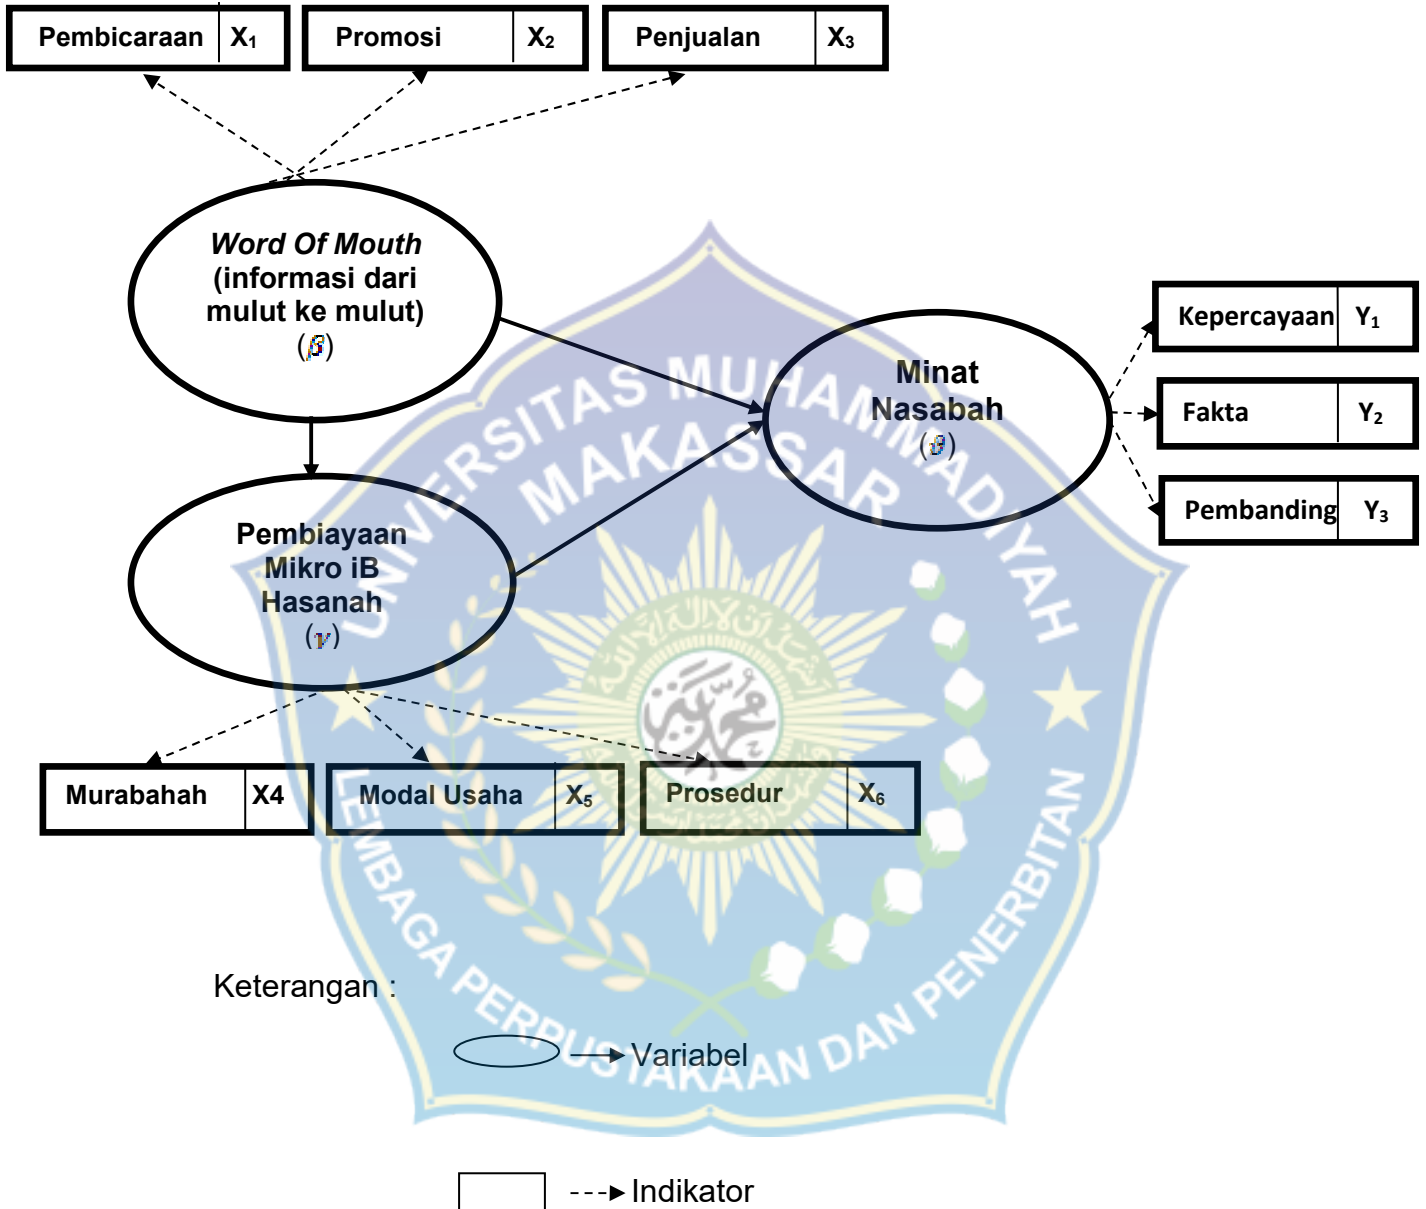 Pembicaraan X₁ Promosi X₂ Penjualan X₃
Word Of Mouth
(informasi dari
mulut ke mulut)
(β)
Minat
Nasabah
(ϑ)
Kepercayaan Y₁
Fakta Y₂
Pembanding Y₃
Pembiayaan
Mikro iB
Hasanah
(γ)
Murabahah X4 Modal Usaha X₅ Prosedur X₆
UNIVERSITAS MUHAMMADIYAH
MAKASSAR
محمد
LEMBAGA PERPUSTAKAAN DAN PENERBITAN
Keterangan :
Variabel
Indikator